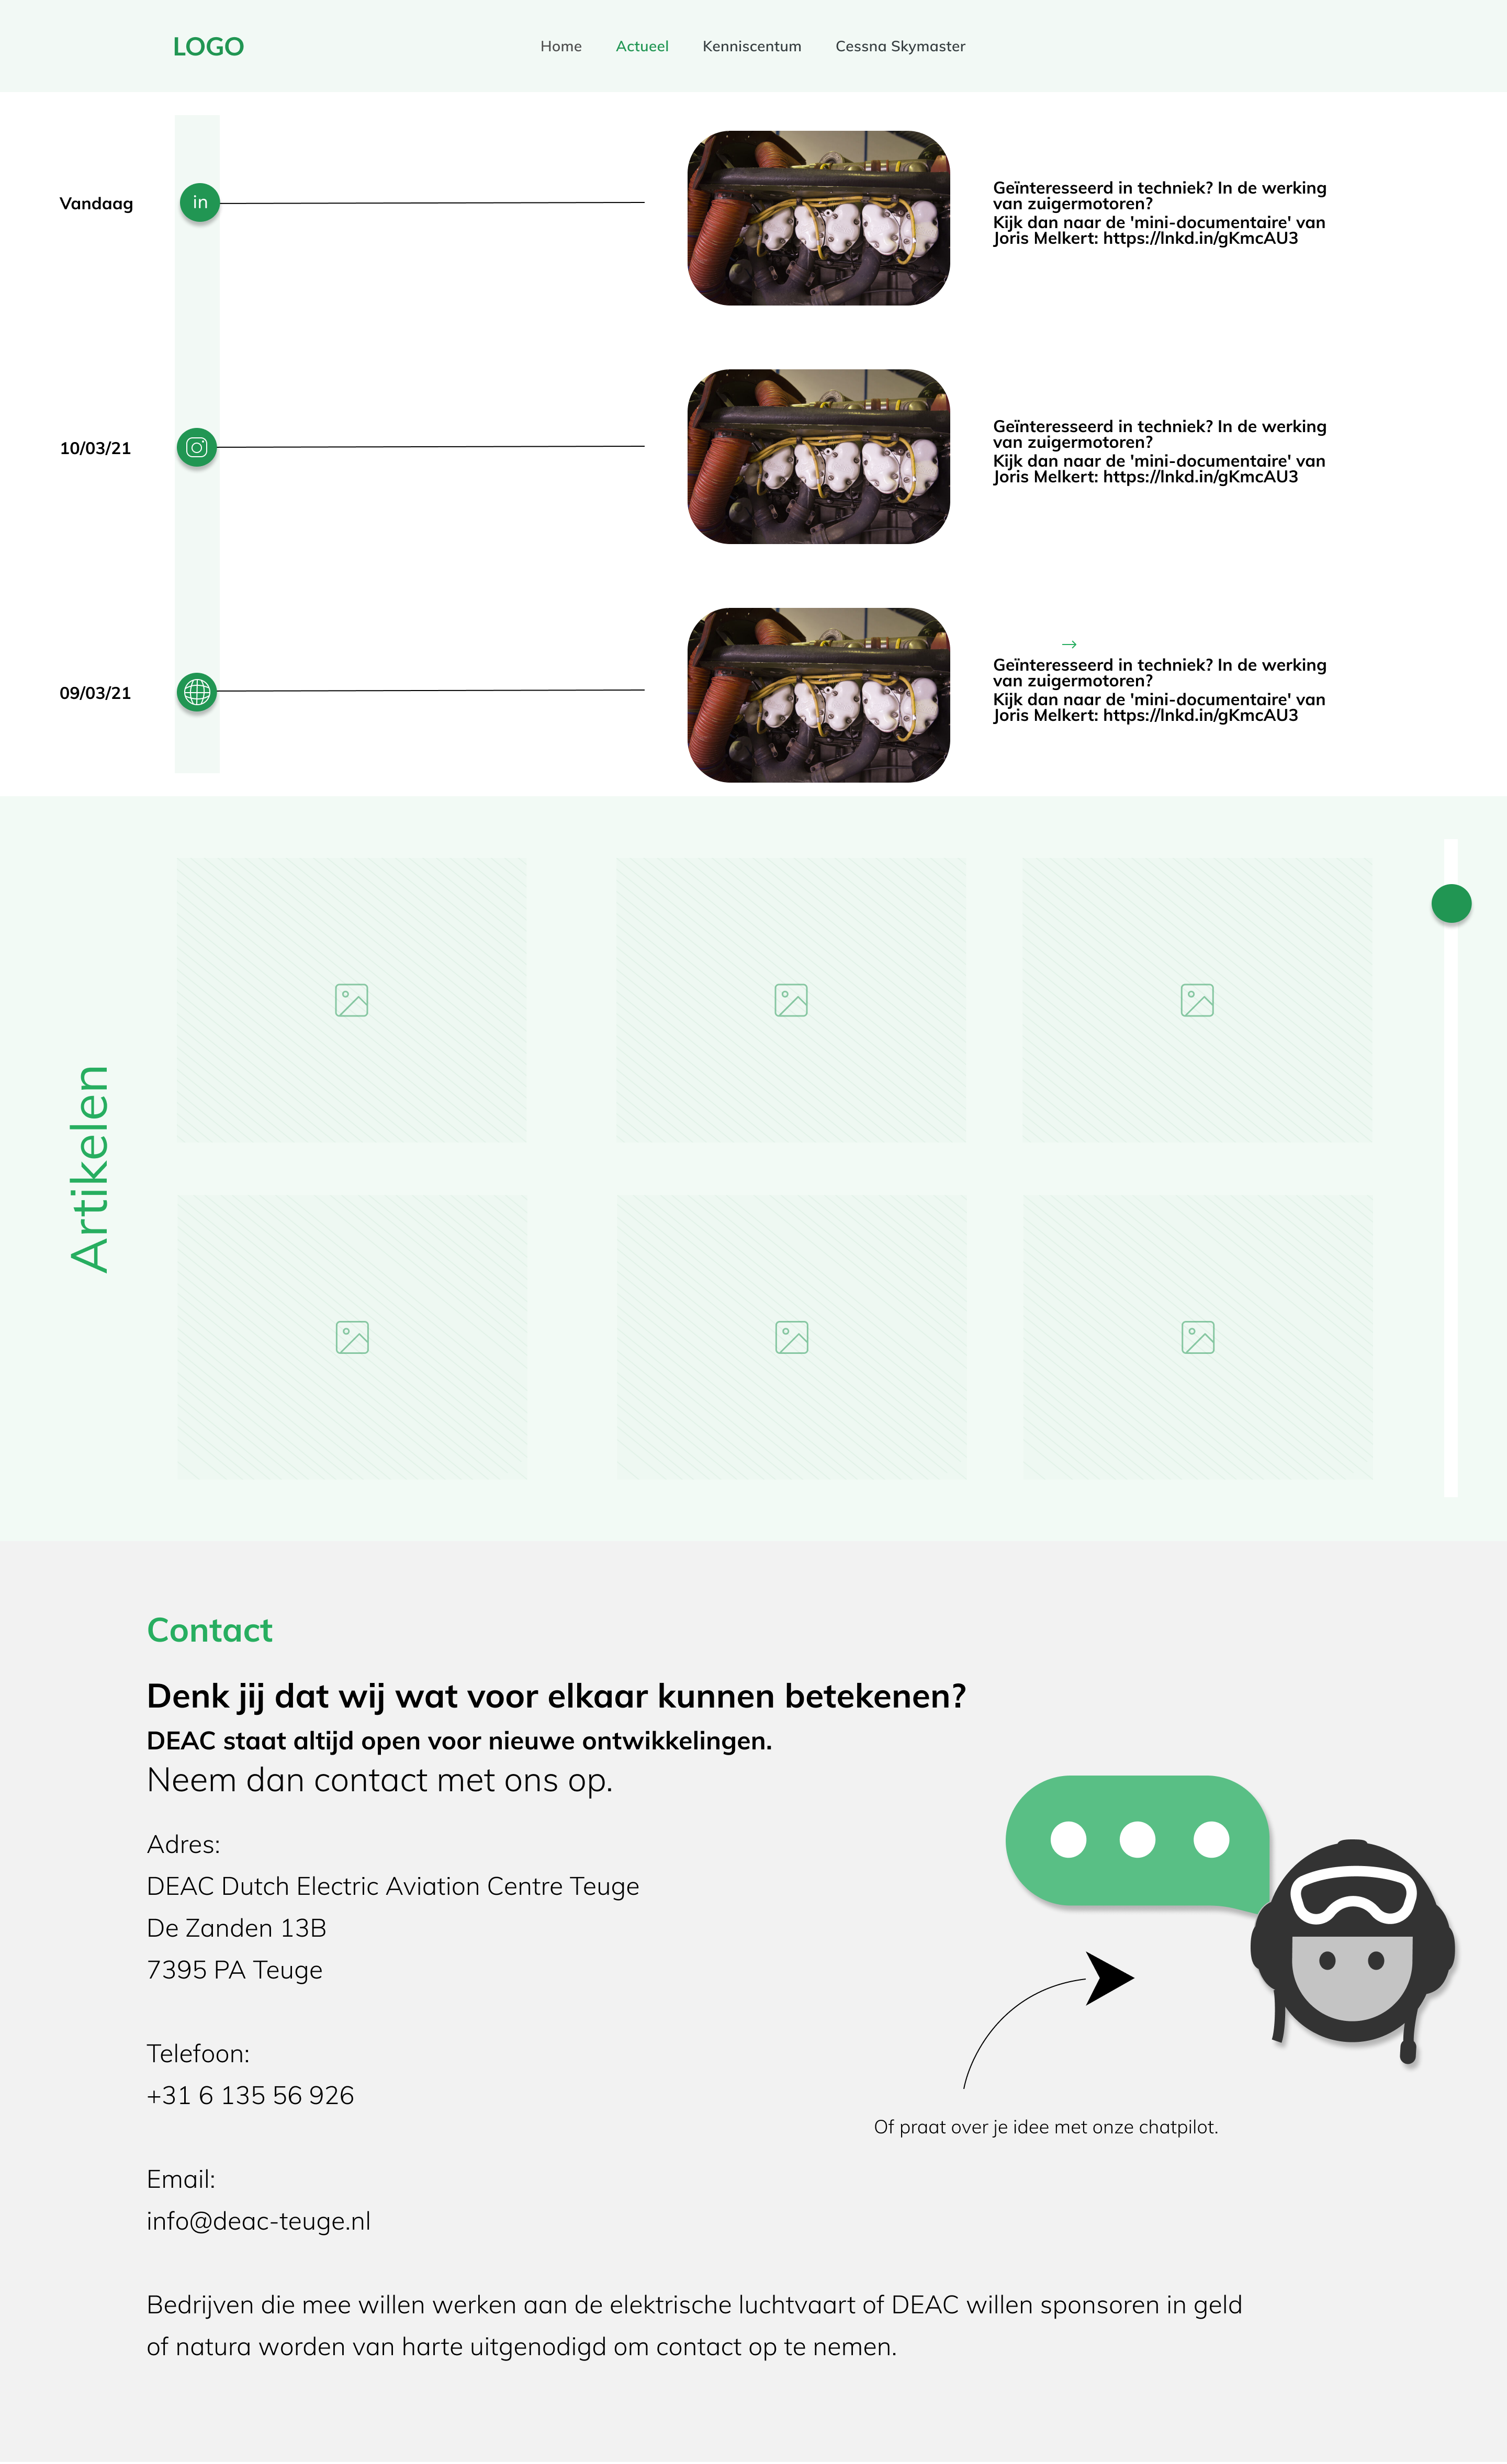 LOGO
Home
Actueel
Kenniscentum
Cessna Skymaster
Vandaag
in
Geïnteresseerd in techniek? In de werking
van zuigermotoren?
Kijk dan naar de 'mini-documentaire' van
Joris Melkert: https://lnkd.in/gKmcAU3
10/03/21
Geïnteresseerd in techniek? In de werking
van zuigermotoren?
Kijk dan naar de 'mini-documentaire' van
Joris Melkert: https://lnkd.in/gKmcAU3
09/03/21
Geïnteresseerd in techniek? In de werking
van zuigermotoren?
Kijk dan naar de 'mini-documentaire' van
Joris Melkert: https://lnkd.in/gKmcAU3
Artikelen
Contact
Denk jij dat wij wat voor elkaar kunnen betekenen?
DEAC staat altijd open voor nieuwe ontwikkelingen.
Neem dan contact met ons op.
Adres:
DEAC Dutch Electric Aviation Centre Teuge
De Zanden 13B
7395 PA Teuge
Telefoon:
+31 6 135 56 926
Of praat over je idee met onze chatpilot.
Email:
info@deac-teuge.nl
Bedrijven die mee willen werken aan de elektrische luchtvaart of DEAC willen sponsoren in geld
of natura worden van harte uitgenodigd om contact op te nemen.